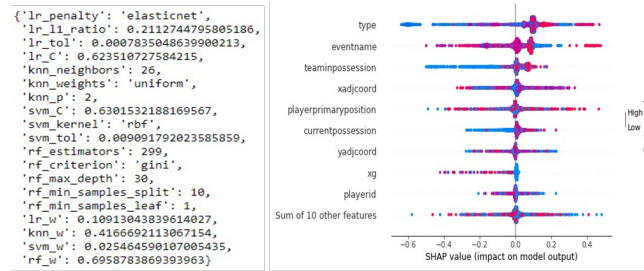 {'lr_penalty': 'elasticnet',
'lr_l1_ratio': 0.2112744795805186,
'lr_tol': 0.0007835048639900213,
'lr_C': 0.623510727584215,
'knn_neighbors': 26,
'knn_weights': 'uniform',
'knn_p': 2,
'svm_C': 0.6301532188169567,
'svm_kernel': 'rbf',
'svm_tol': 0.009091792023585859,
'rf_estimators': 299,
'rf_criterion': 'gini',
'rf_max_depth': 30,
'rf_min_samples_split': 10,
'rf_min_samples_leaf': 1,
'lr_w': 0.10913043839614027,
'knn_w': 0.4166692113067154,
'svm_w': 0.025464590107005435,
'rf_w': 0.6958783869393963}
type
eventname
teaminpossession
xadjcoord
playerprimaryposition
currentpossession
yadjcoord
xg
playerid
Sum of 10 other features
High
Low
−0.6 −0.4 −0.2 0.0 0.2 0.4
SHAP value (impact on model output)